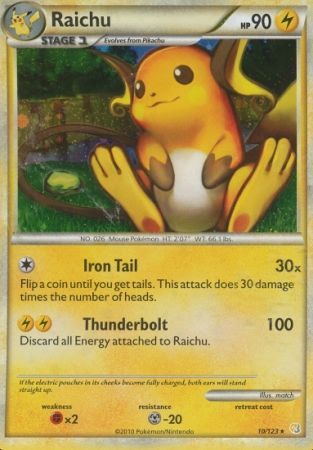 Raichu HP 90
STAGE 1 Evolves from Pikachu
NO. 026 Mouse Pokémon HT: 2'07" WT: 66.1 lbs.
Iron Tail 30x
Flip a coin until you get tails. This attack does 30 damage
times the number of heads.
Thunderbolt 100
Discard all Energy attached to Raichu.
If the electric pouches in its cheeks become fully charged, both ears will stand
straight up.
Illus. match
weakness resistance retreat cost
×2 -20
©2010 Pokémon/Nintendo 10/123 ★